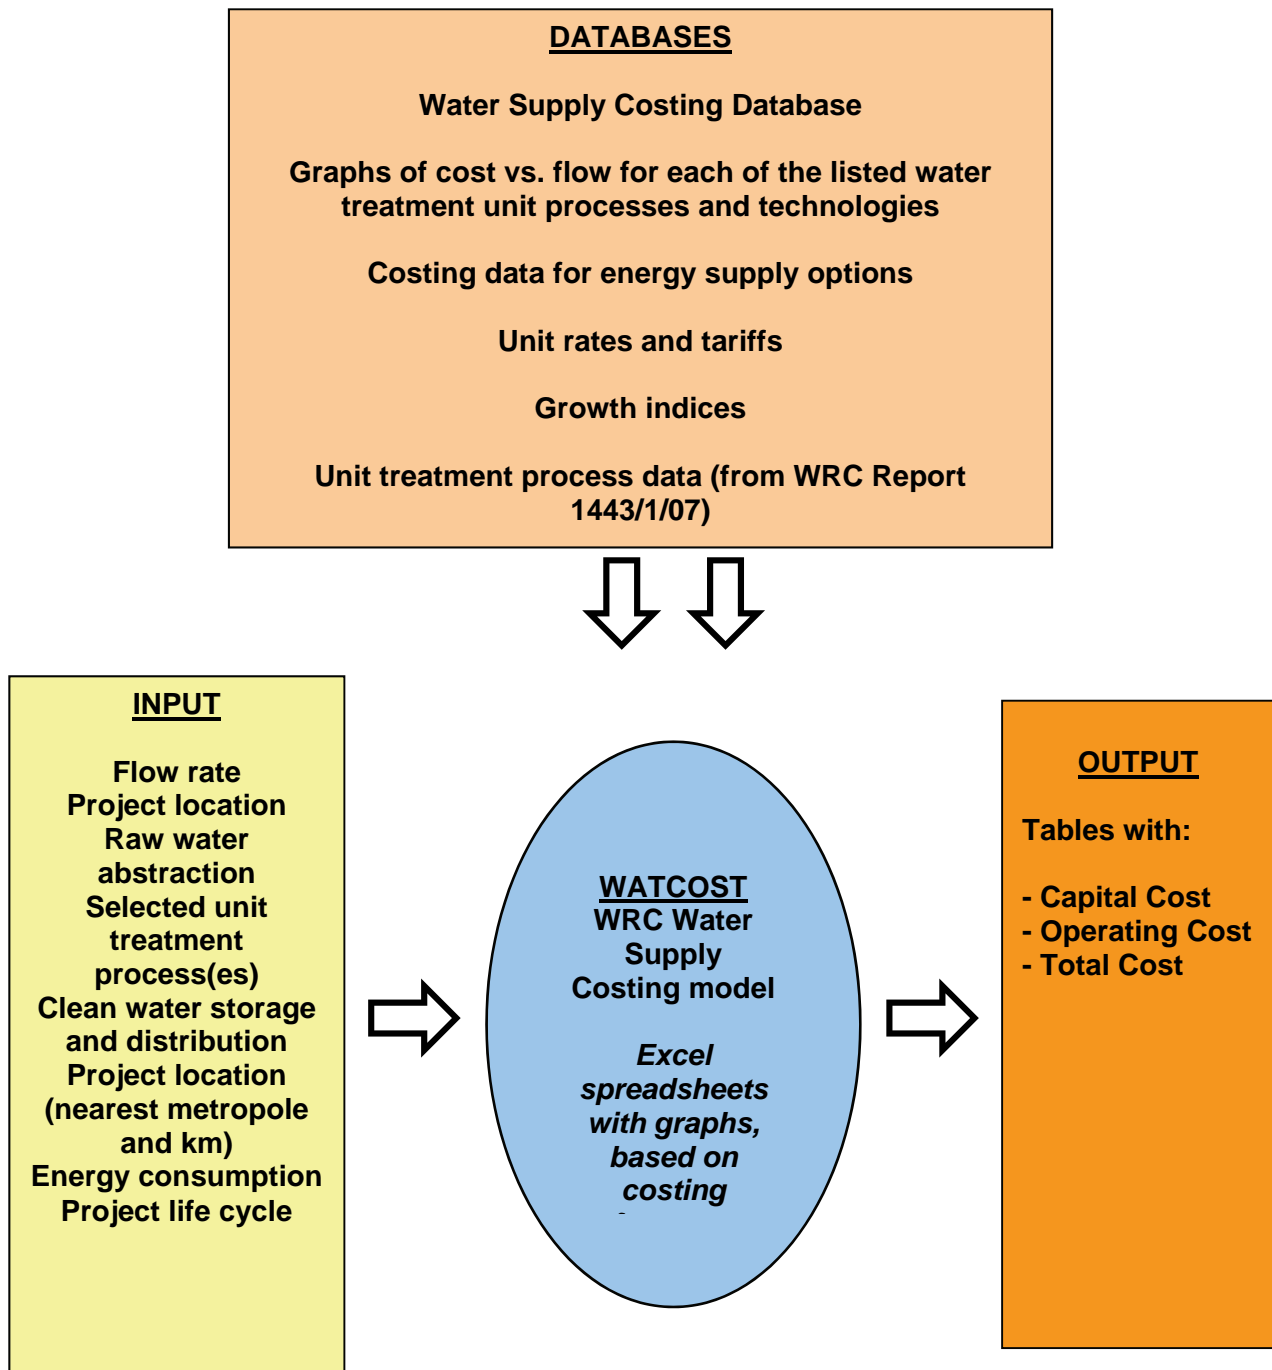 DATABASES
Water Supply Costing Database
Graphs of cost vs. flow for each of the listed water
treatment unit processes and technologies
Costing data for energy supply options
Unit rates and tariffs
Growth indices
Unit treatment process data (from WRC Report
1443/1/07)
INPUT
Flow rate
Project location
Raw water
abstraction
Selected unit
treatment
process(es)
Clean water storage
and distribution
Project location
(nearest metropole
and km)
Energy consumption
Project life cycle
WATCOST
WRC Water
Supply
Costing model
Excel
spreadsheets
with graphs,
based on
costing
OUTPUT
Tables with:
- Capital Cost
- Operating Cost
- Total Cost